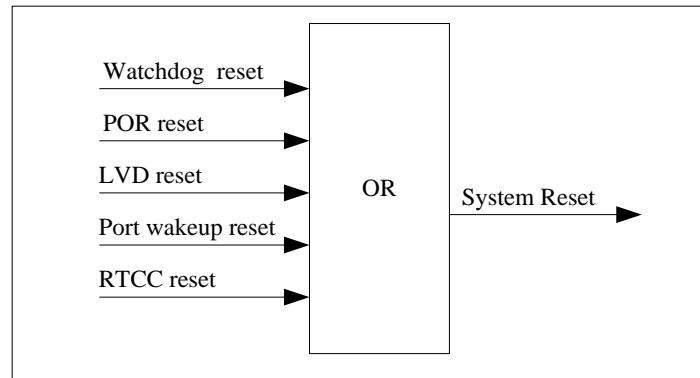 Watchdog reset
POR reset
LVD reset
Port wakeup reset
RTCC reset
OR
System Reset